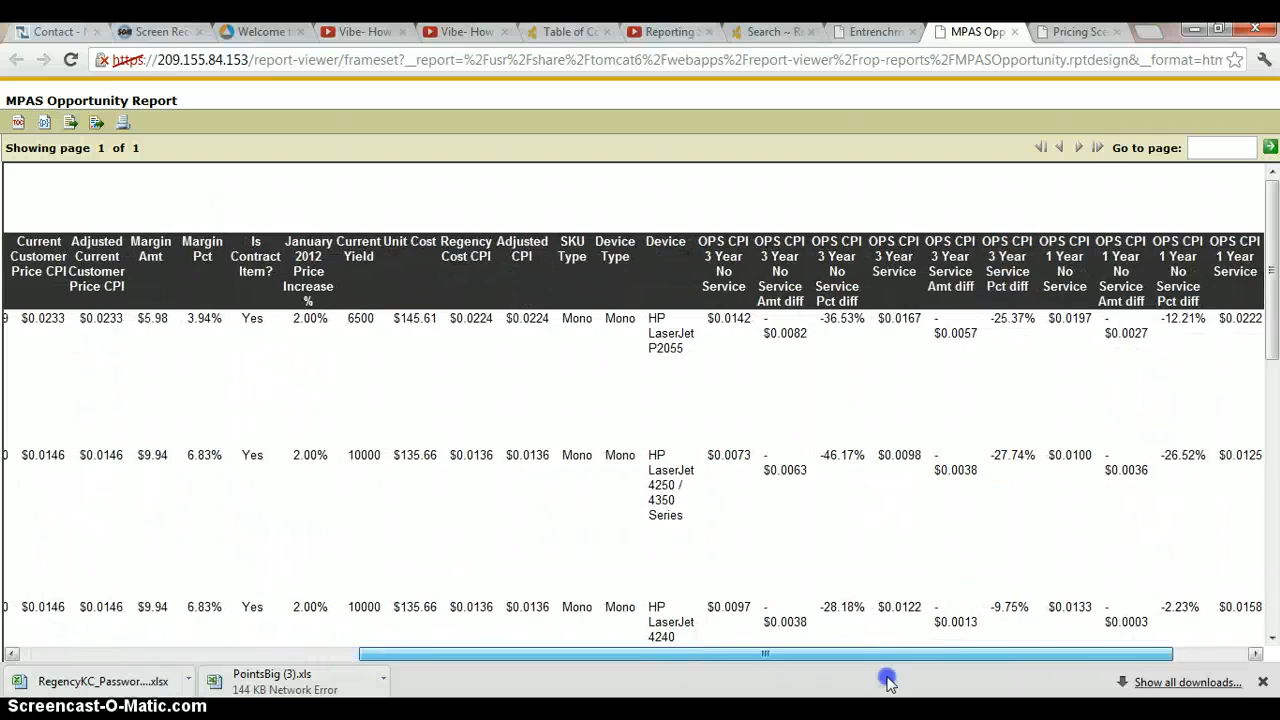 Contact -
Screen Rec
Welcome t
Vibe- How
Vibe- How
Table of Co
Reporting
Search ~ R
Entrenchm
MPAS Opp
Pricing Sce
https://209.155.84.153/report-viewer/frameset?__report=%2Fusr%2Fshare%2Ftomcat6%2Fwebapps%2Freport-viewer%2Frop-reports%2FMPASOpportunity.rptdesign&__format=htm
MPAS Opportunity Report
Showing page 1 of 1
Go to page:
Current Customer Price CPI
Adjusted Current Customer Price CPI
Margin Amt
Margin Pct
Is Contract Item?
January 2012 Price Increase %
Current Yield
Unit Cost
Regency Cost CPI
Adjusted CPI
SKU Type
Device Type
Device
OPS CPI 3 Year No Service
OPS CPI 3 Year No Service Amt diff
OPS CPI 3 Year No Service Pct diff
OPS CPI 3 Year Service
OPS CPI 3 Year Service Amt diff
OPS CPI 3 Year Service Pct diff
OPS CPI 1 Year No Service
OPS CPI 1 Year No Service Amt diff
OPS CPI 1 Year No Service Pct diff
OPS CPI 1 Year Service
9 $0.0233 $0.0233 $5.98 3.94% Yes 2.00% 6500 $145.61 $0.0224 $0.0224 Mono Mono HP LaserJet P2055 $0.0142 -$0.0082 -36.53% $0.0167 -$0.0057 -25.37% $0.0197 -$0.0027 -12.21% $0.0222
0 $0.0146 $0.0146 $9.94 6.83% Yes 2.00% 10000 $135.66 $0.0136 $0.0136 Mono Mono HP LaserJet 4250 / 4350 Series $0.0073 -$0.0063 -46.17% $0.0098 -$0.0038 -27.74% $0.0100 -$0.0036 -26.52% $0.0125
0 $0.0146 $0.0146 $9.94 6.83% Yes 2.00% 10000 $135.66 $0.0136 $0.0136 Mono Mono HP LaserJet 4240 $0.0097 -$0.0038 -28.18% $0.0122 -$0.0013 -9.75% $0.0133 -$0.0003 -2.23% $0.0158
RegencyKC_Passwor....xlsx
PointsBig (3).xls
144 KB Network Error
Show all downloads...
Screencast-O-Matic.com